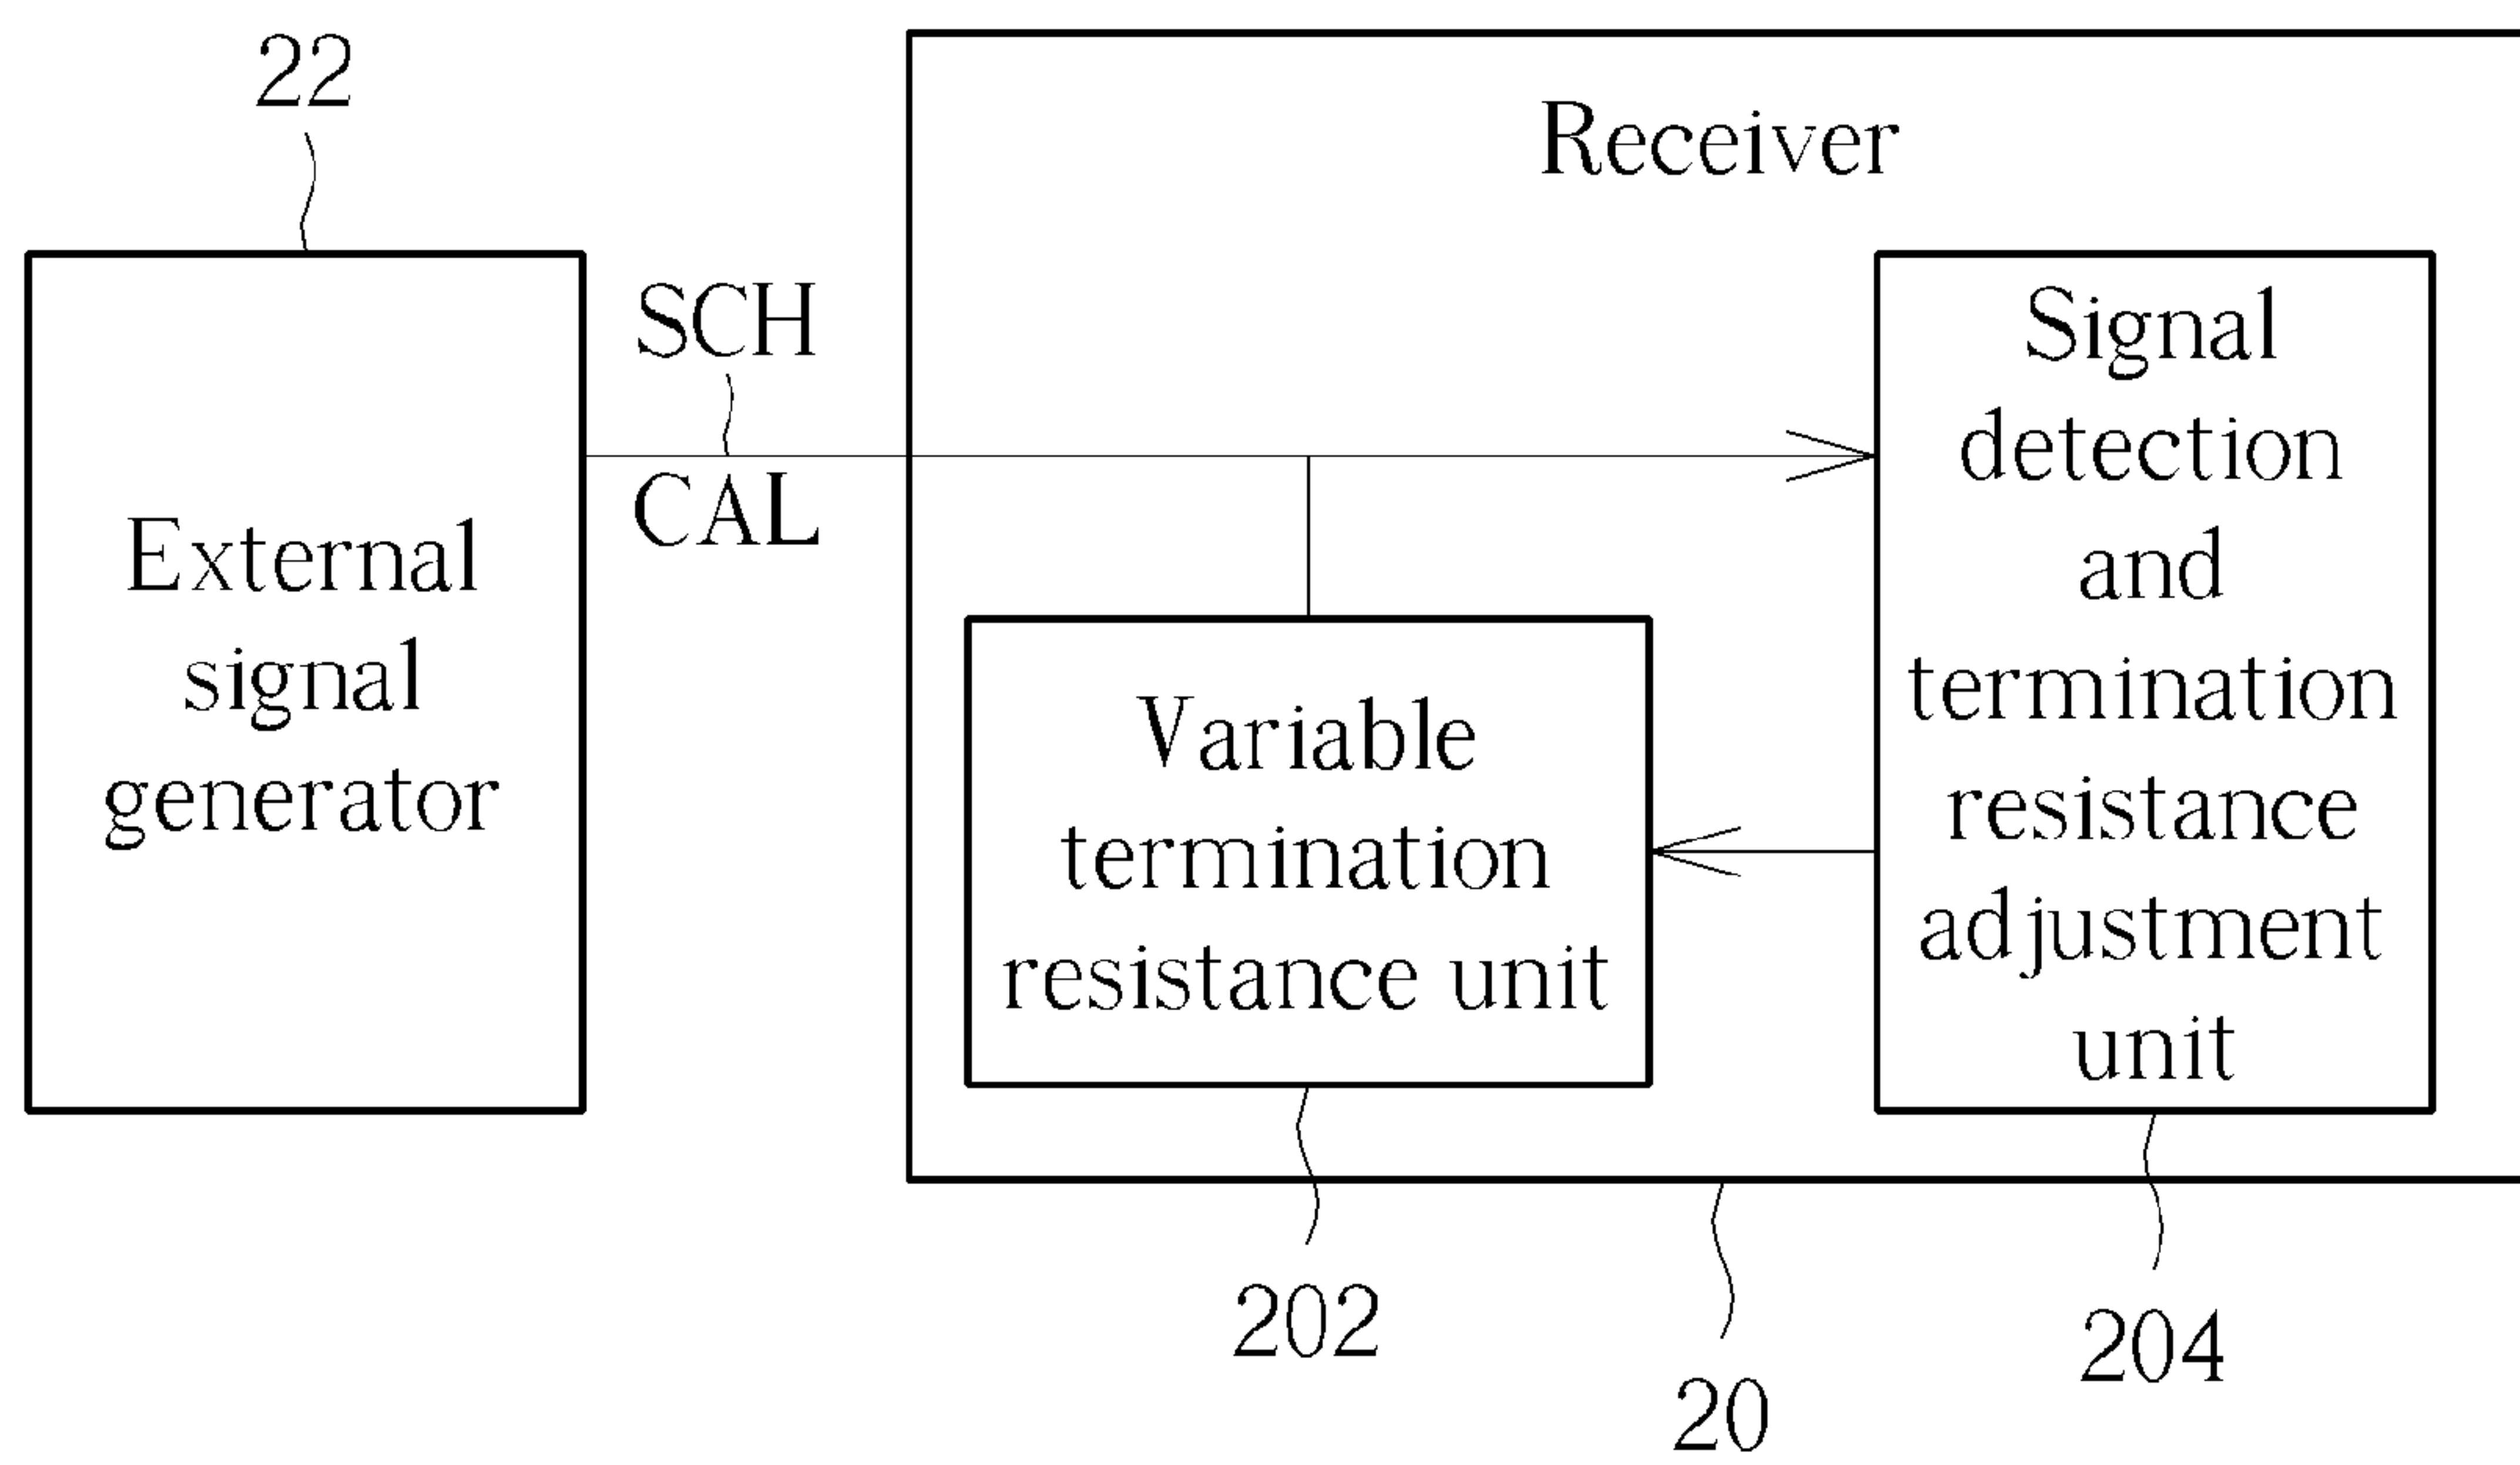 22
Receiver
SCH
CAL
External
signal
generator
Variable
termination
resistance unit
Signal
detection
and
termination
resistance
adjustment
unit
202
20
204